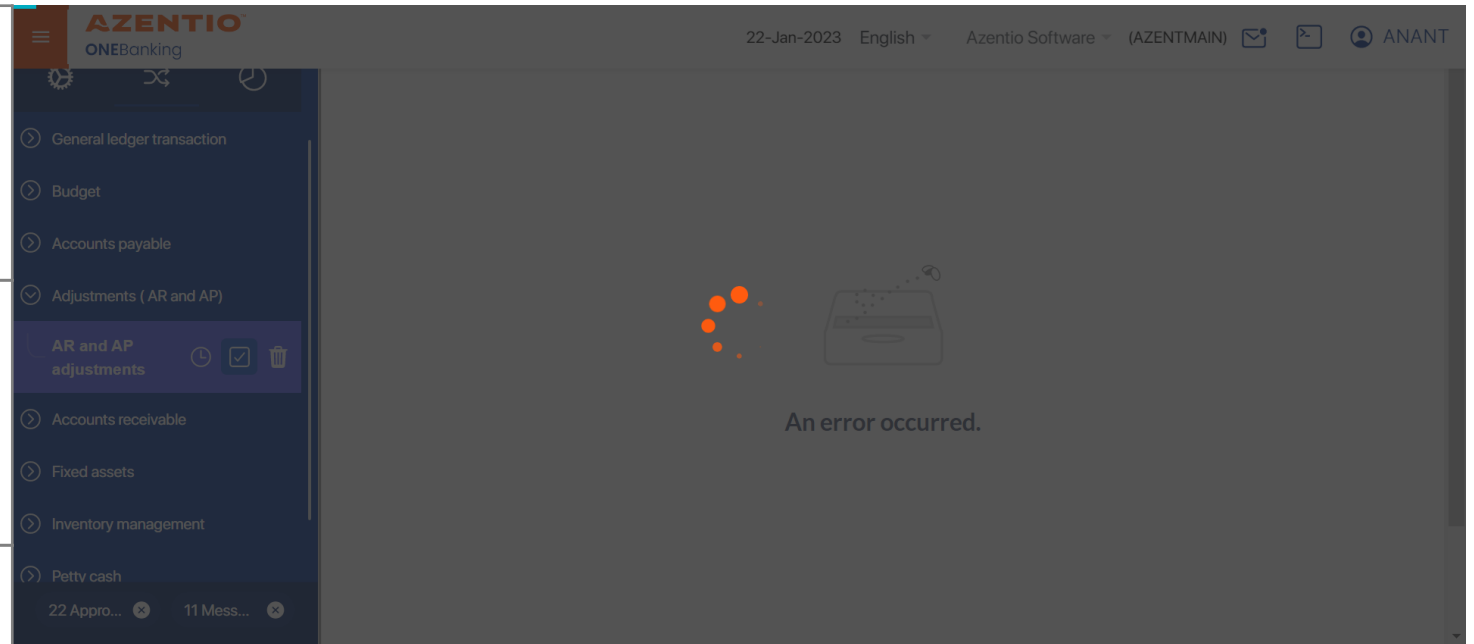 AZENTIO
ONEBanking
22-Jan-2023 English Azentio Software (AZENTMAIN) ANANT
General ledger transaction
Budget
Accounts payable
Adjustments ( AR and AP)
AR and AP
adjustments
Accounts receivable
Fixed assets
Inventory management
Petty cash
22 Appro... 11 Mess...
An error occurred.